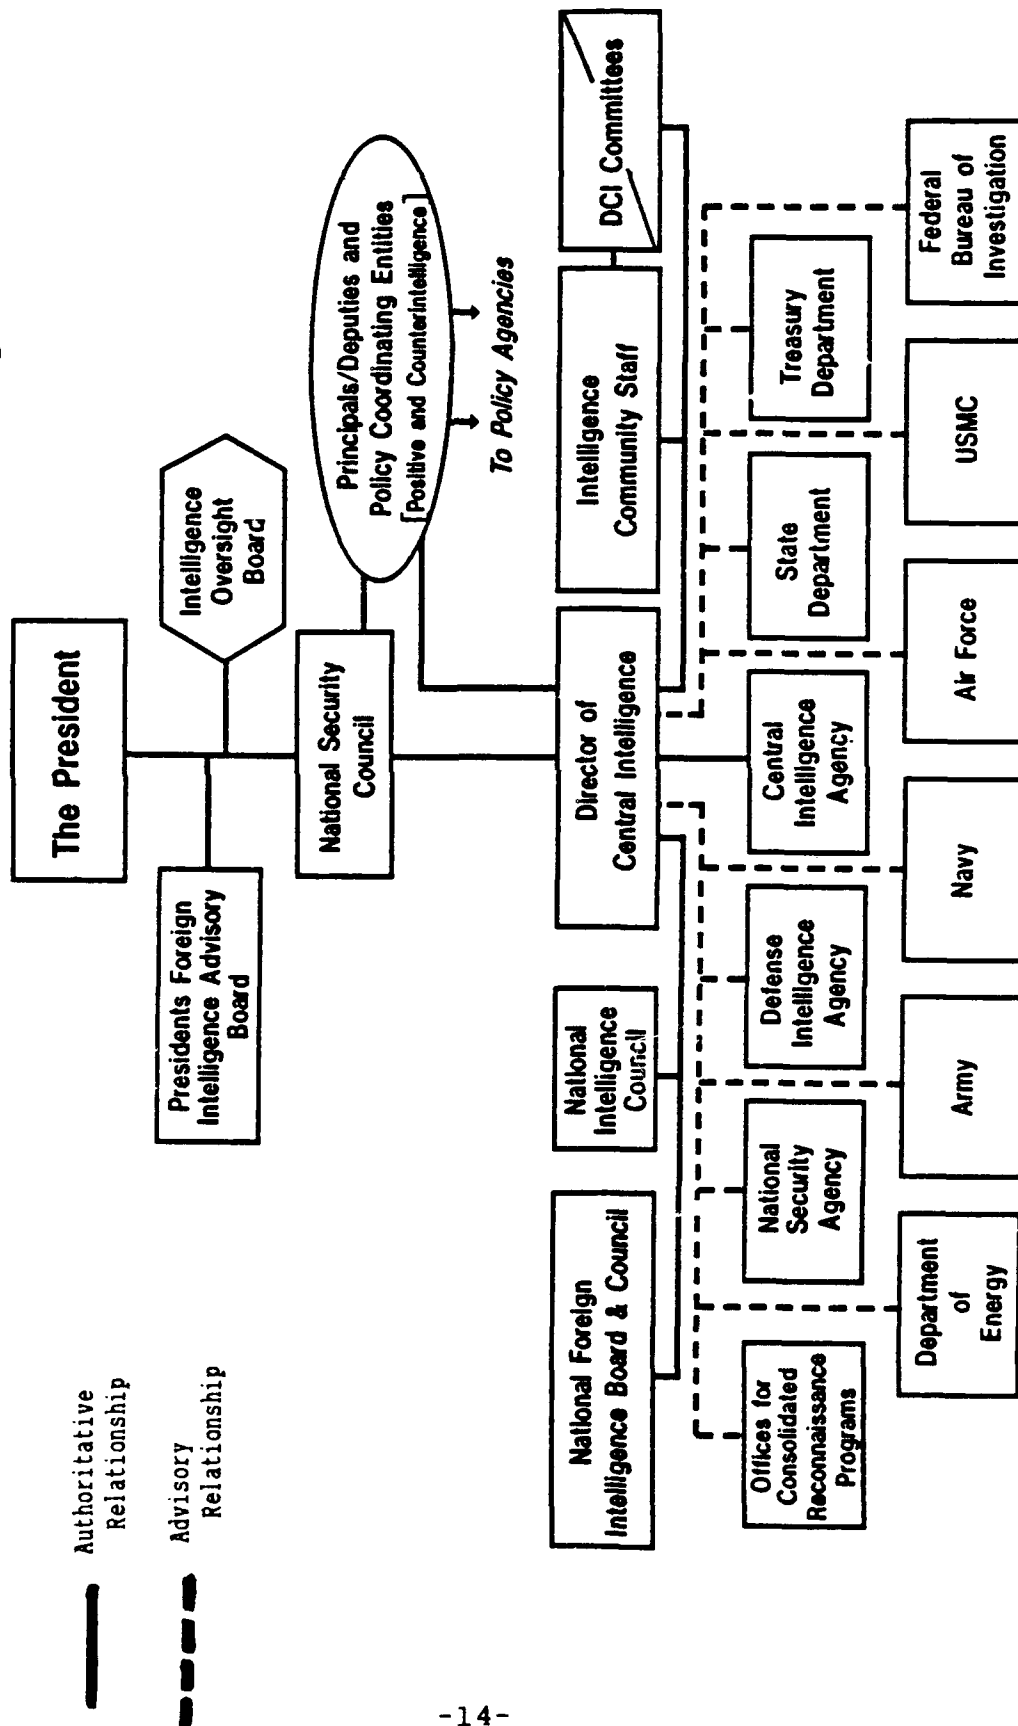 Authoritative
Relationship
Advisory
Relationship
The President
Presidents Foreign
Intelligence Advisory
Board
Intelligence
Oversight
Board
National Security
Council
Principals/Deputies and
Policy Coordinating Entities
[Positive and Counterintelligence]
To Policy Agencies
National Foreign
Intelligence Board & Council
National
Intelligence
Council
Director of
Central Intelligence
Intelligence
Community Staff
DCI Committees
Offices for
Consolidated
Reconnaissance
Programs
National
Security
Agency
Defense
Intelligence
Agency
Central
Intelligence
Agency
State
Department
Treasury
Department
Department
of
Energy
Army
Navy
Air Force
USMC
Federal
Bureau of
Investigation
-14-